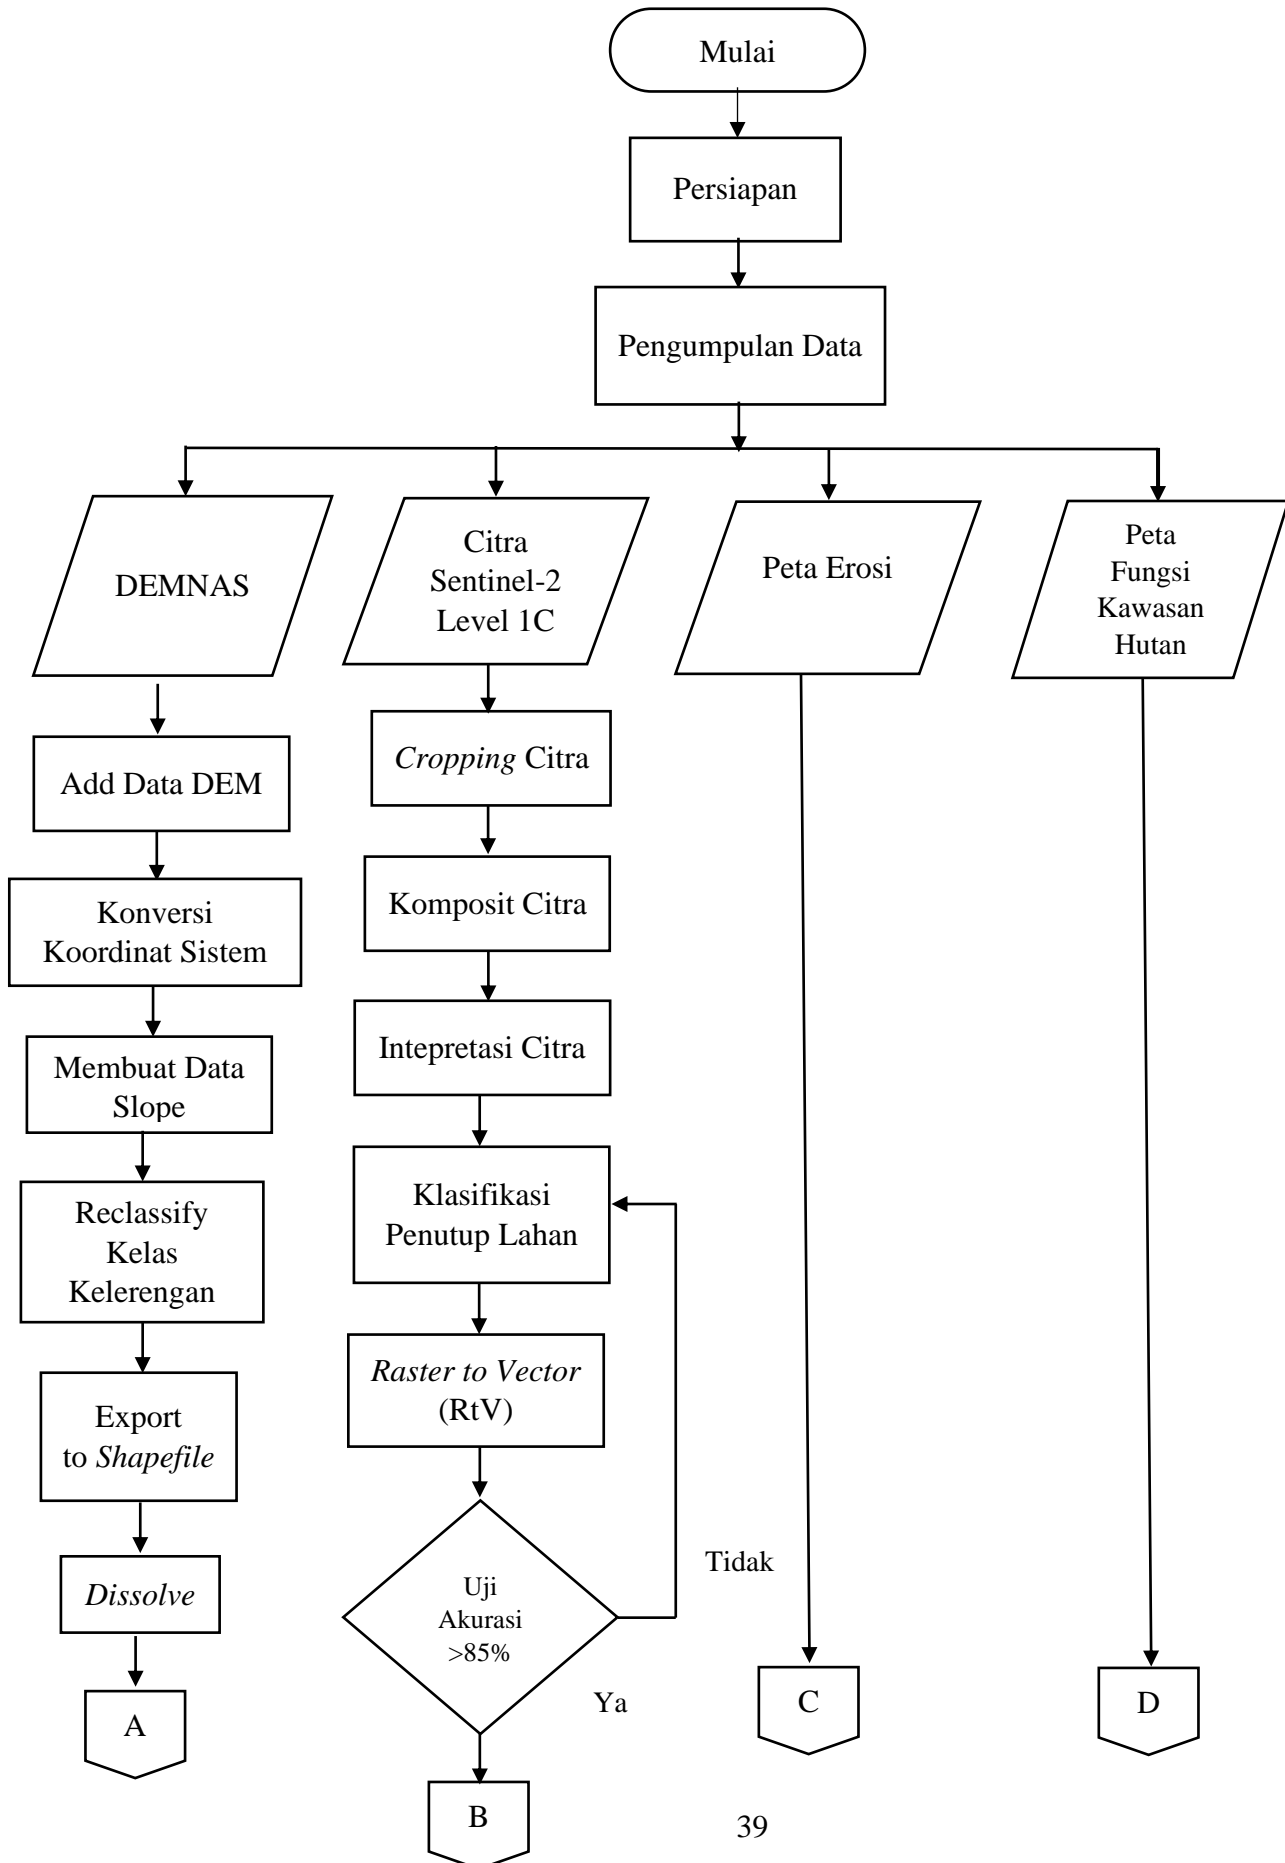 Mulai
Persiapan
Pengumpulan Data
DEMNAS
Citra
Sentinel-2
Level 1C
Peta Erosi
Peta
Fungsi
Kawasan
Hutan
Add Data DEM
Konversi
Koordinat Sistem
Membuat Data
Slope
Reclassify
Kelas
Kelerengan
Export
to Shapefile
Dissolve
A
Cropping Citra
Komposit Citra
Intepretasi Citra
Klasifikasi
Penutup Lahan
Raster to Vector
(RtV)
Uji
Akurasi
>85%
Tidak
Ya
B
C
D
39